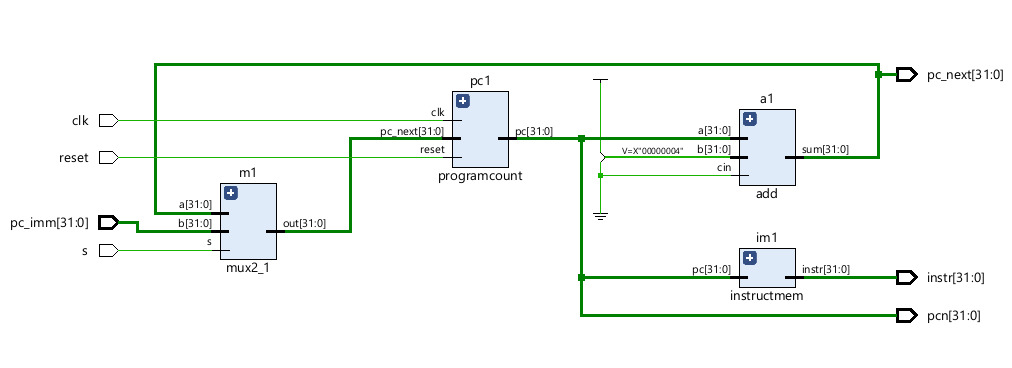 pc_next[31:0]
pc1
a1
clk
clk
pc_next[31:0]
pc[31:0]
a[31:0]
reset
reset
V=X"00000004"
b[31:0]
sum[31:0]
cin
programcount
add
m1
a[31:0]
pc_imm[31:0]
b[31:0]
out[31:0]
s
s
mux2_1
im1
pc[31:0]
instr[31:0]
instr[31:0]
instructmem
pcn[31:0]